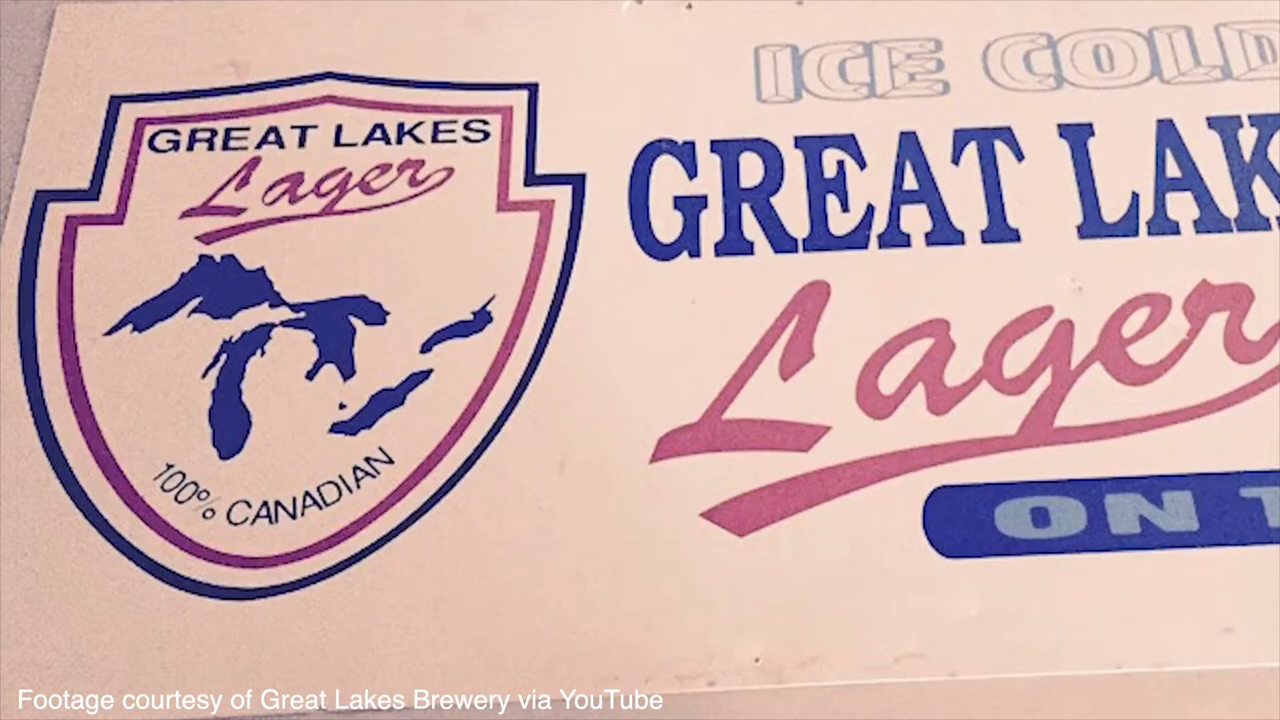 GREAT LAKES
Lager
100% CANADIAN
ICE COLD
GREAT LAK
Lager
ON T
Footage courtesy of Great Lakes Brewery via YouTube